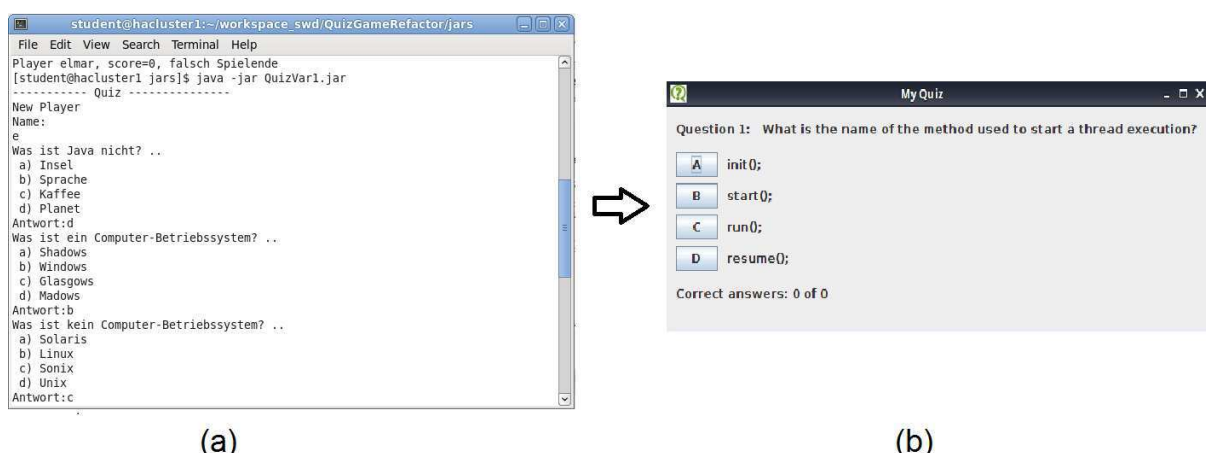 student@hacluster1:~/workspace_swd/QuizGameRefactor/jars
File Edit View Search Terminal Help
Player elmar, score=0, falsch Spielende
[student@hacluster1 jars]$ java -jar QuizVar1.jar
----------- Quiz ---------------
New Player
Name:
e
Was ist Java nicht? ..
a) Insel
b) Sprache
c) Kaffee
d) Planet
Antwort:d
Was ist ein Computer-Betriebssystem? ..
a) Shadows
b) Windows
c) Glasgows
d) Madows
Antwort:b
Was ist kein Computer-Betriebssystem? ..
a) Solaris
b) Linux
c) Sonix
d) Unix
Antwort:c
(a)
My Quiz
Question 1: What is the name of the method used to start a thread execution?
A init();
B start();
C run();
D resume();
Correct answers: 0 of 0
(b)